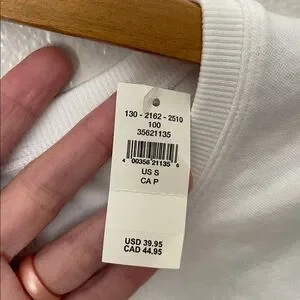 130 - 2162 - 2510
100
35621135
4 00356 21135 6
US S
CA P
USD 39.95
CAD 44.95